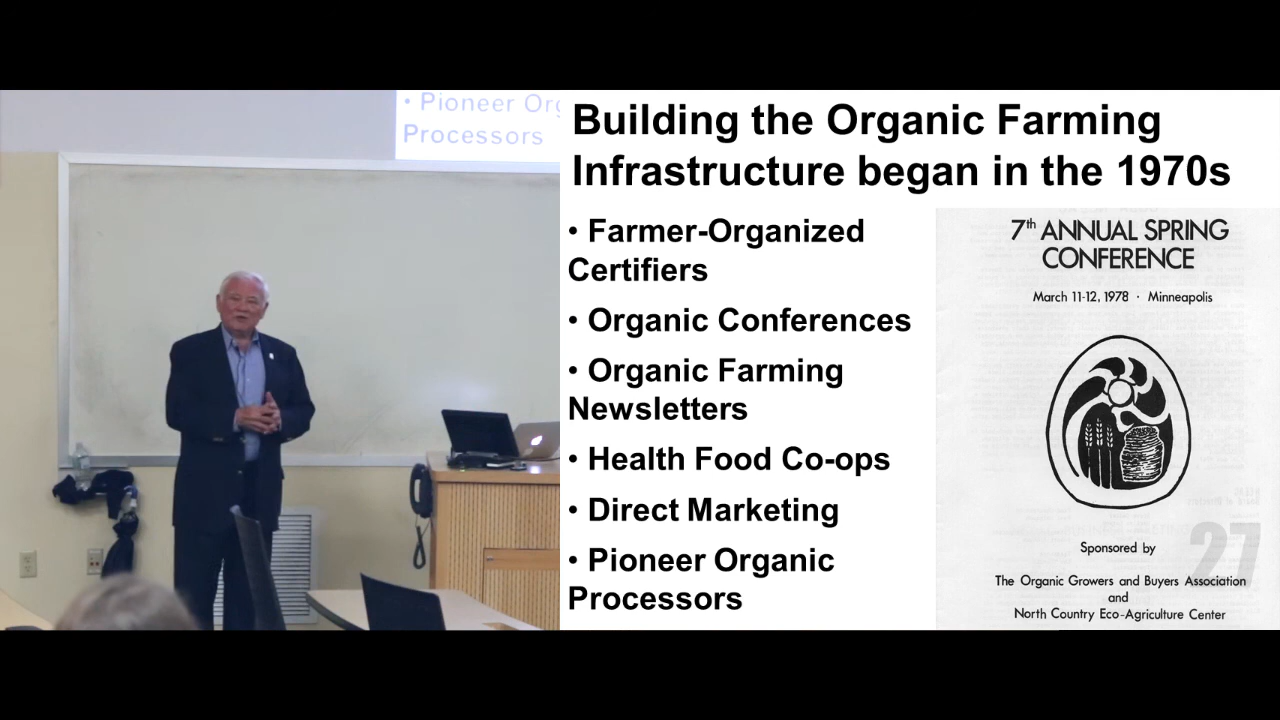 • Pioneer Org
Processors
Building the Organic Farming
Infrastructure began in the 1970s
• Farmer-Organized
Certifiers
• Organic Conferences
• Organic Farming
Newsletters
• Health Food Co-ops
• Direct Marketing
• Pioneer Organic
Processors
7th ANNUAL SPRING
CONFERENCE
March 11-12, 1978 · Minneapolis
27
Sponsored by
The Organic Growers and Buyers Association
and
North Country Eco-Agriculture Center